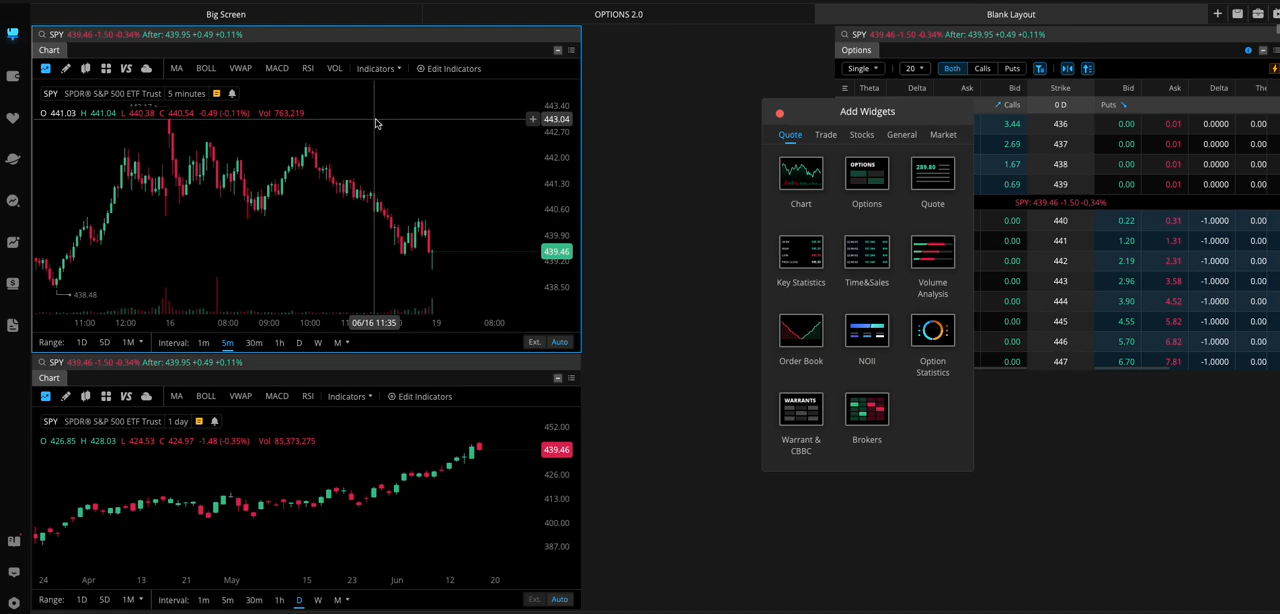 Big Screen OPTIONS 2.0 Blank Layout
SPY 439.46 -1.50 -0.34% After: 439.95 +0.49 +0.11%
Chart
VS MA BOLL VWAP MACD RSI VOL Indicators Edit Indicators
SPY SPDR® S&P 500 ETF Trust 5 minutes
O 441.03 H 441.04 L 440.38 C 440.54 -0.49 (-0.11%) Vol 763,219
443.40
443.04
442.70
442.00
441.30
440.60
439.90
439.46
439.20
438.50
438.48
11:00 12:00 16 08:00 09:00 10:00 06/16 11:35 19 08:00
Range: 1D 5D 1M Interval: 1m 5m 30m 1h D W M Ext. Auto
SPY 439.46 -1.50 -0.34% After: 439.95 +0.49 +0.11%
Chart
VS MA BOLL VWAP MACD RSI Indicators Edit Indicators
SPY SPDR® S&P 500 ETF Trust 1 day
O 426.85 H 428.03 L 424.53 C 424.97 -1.48 (-0.35%) Vol 85,373,275
452.00
439.46
426.00
413.00
400.00
387.00
24 Apr 13 21 May 15 23 Jun 12 20
Range: 1D 5D 1M Interval: 1m 5m 30m 1h D W M Ext. Auto
Add Widgets
Quote Trade Stocks General Market
OPTIONS 289.80
Chart Options Quote
Key Statistics Time&Sales Volume
Analysis
Order Book NOII Option
Statistics
WARRANTS
Warrant & Brokers
CBBC
SPY 439.46 -1.50 -0.34% After: 439.95 +0.49 +0.11%
Options
Single 20 Both Calls Puts
Theta Delta Ask Bid Strike Bid Ask Delta The
Calls 0 D Puts
3.44 436 0.00 0.01 0.0000 0.00
2.69 437 0.00 0.01 0.0000 0.00
1.67 438 0.00 0.01 0.0000 0.00
0.69 439 0.00 0.01 0.0000 0.00
SPY: 439.46 -1.50 -0.34%
0.00 440 0.22 0.31 -1.0000 0.00
0.00 441 1.20 1.31 -1.0000 0.00
0.00 442 2.19 2.31 -1.0000 0.00
0.00 443 2.96 3.58 -1.0000 0.00
0.00 444 3.90 4.52 -1.0000 0.00
0.00 445 4.55 5.82 -1.0000 0.00
0.00 446 5.70 6.82 -1.0000 0.00
0.00 447 6.70 7.81 -1.0000 0.00